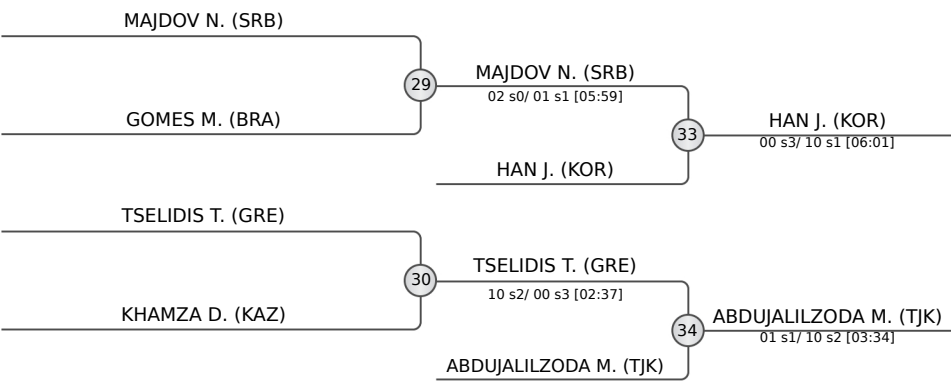 MAJDOV N. (SRB)
29
MAJDOV N. (SRB)
02 s0/ 01 s1 [05:59]
GOMES M. (BRA)
33
HAN J. (KOR)
00 s3/ 10 s1 [06:01]
HAN J. (KOR)
TSELIDIS T. (GRE)
30
TSELIDIS T. (GRE)
10 s2/ 00 s3 [02:37]
KHAMZA D. (KAZ)
34
ABDUJALILZODA M. (TJK)
01 s1/ 10 s2 [03:34]
ABDUJALILZODA M. (TJK)